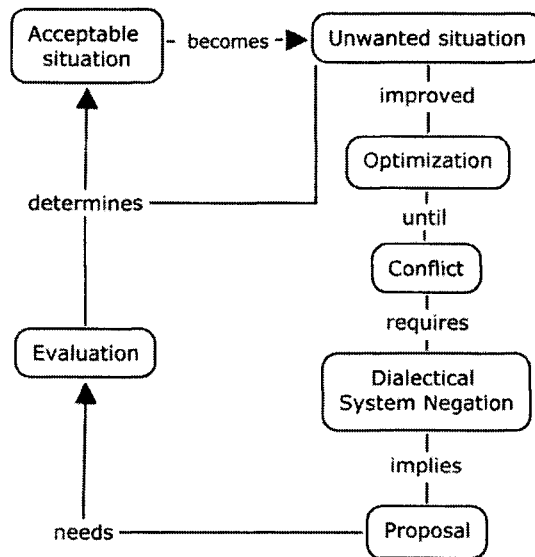 Acceptable
situation
becomes
Unwanted situation
improved
Optimization
until
Conflict
requires
Dialectical
System Negation
implies
Proposal
needs
Evaluation
determines